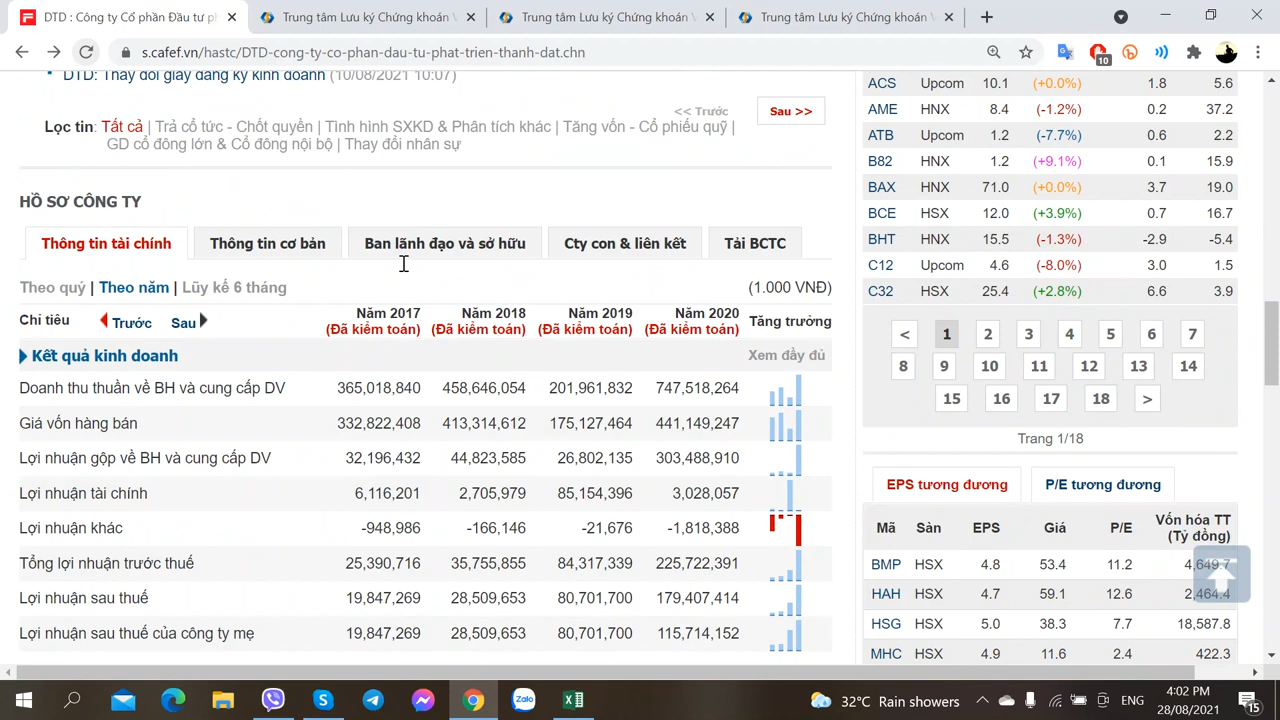 DTD : Công ty Cổ phần Đầu tư ph
Trung tâm Lưu ký Chứng khoán V
Trung tâm Lưu ký Chứng khoán V
Trung tâm Lưu ký Chứng khoán V
s.cafef.vn/hastc/DTD-cong-ty-co-phan-dau-tu-phat-trien-thanh-dat.chn
10
DTD: Thay đổi giấy đăng ký kinh doanh (10/08/2021 10:07)
<< Trước Sau >>
Lọc tin: Tất cả | Trả cổ tức - Chốt quyền | Tình hình SXKD & Phân tích khác | Tăng vốn - Cổ phiếu quỹ |
GD cổ đông lớn & Cổ đông nội bộ | Thay đổi nhân sự
HỒ SƠ CÔNG TY
Thông tin tài chính Thông tin cơ bản Ban lãnh đạo và sở hữu Cty con & liên kết Tải BCTC
Theo quý | Theo năm | Lũy kế 6 tháng (1.000 VNĐ)
Chỉ tiêu Trước Sau Năm 2017 Năm 2018 Năm 2019 Năm 2020 Tăng trưởng
(Đã kiểm toán) (Đã kiểm toán) (Đã kiểm toán) (Đã kiểm toán)
Kết quả kinh doanh Xem đầy đủ
Doanh thu thuần về BH và cung cấp DV 365,018,840 458,646,054 201,961,832 747,518,264
Giá vốn hàng bán 332,822,408 413,314,612 175,127,464 441,149,247
Lợi nhuận gộp về BH và cung cấp DV 32,196,432 44,823,585 26,802,135 303,488,910
Lợi nhuận tài chính 6,116,201 2,705,979 85,154,396 3,028,057
Lợi nhuận khác -948,986 -166,146 -21,676 -1,818,388
Tổng lợi nhuận trước thuế 25,390,716 35,755,855 84,317,339 225,722,391
Lợi nhuận sau thuế 19,847,269 28,509,653 80,701,700 179,407,414
Lợi nhuận sau thuế của công ty mẹ 19,847,269 28,509,653 80,701,700 115,714,152
ACS Upcom 10.1 (+0.0%) 1.8 5.6
AME HNX 8.4 (-1.2%) 0.2 37.2
ATB Upcom 1.2 (-7.7%) 0.6 2.2
B82 HNX 1.2 (+9.1%) 0.1 15.9
BAX HNX 71.0 (+0.0%) 3.7 19.0
BCE HSX 12.0 (+3.9%) 0.7 16.7
BHT HNX 15.5 (-1.3%) -2.9 -5.4
C12 Upcom 4.6 (-8.0%) 3.0 1.5
C32 HSX 25.4 (+2.8%) 6.6 3.9
< 1 2 3 4 5 6 7
8 9 10 11 12 13 14
15 16 17 18 >
Trang 1/18
EPS tương đương P/E tương đương
Mã Sàn EPS Giá P/E Vốn hóa TT
(Tỷ đồng)
BMP HSX 4.8 53.4 11.2 4,649.7
HAH HSX 4.7 59.1 12.6 2,464.4
HSG HSX 5.0 38.3 7.7 18,587.8
MHC HSX 4.9 11.6 2.4 422.3
Zalo
32°C Rain showers
ENG
4:02 PM
28/08/2021
15